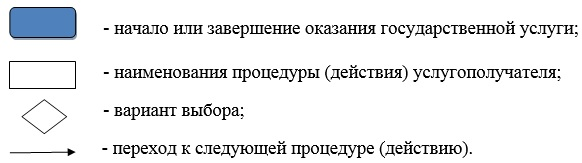 - начало или завершение оказания государственной услуги;
- наименования процедуры (действия) услугополучателя;
- вариант выбора;
- переход к следующей процедуре (действию).